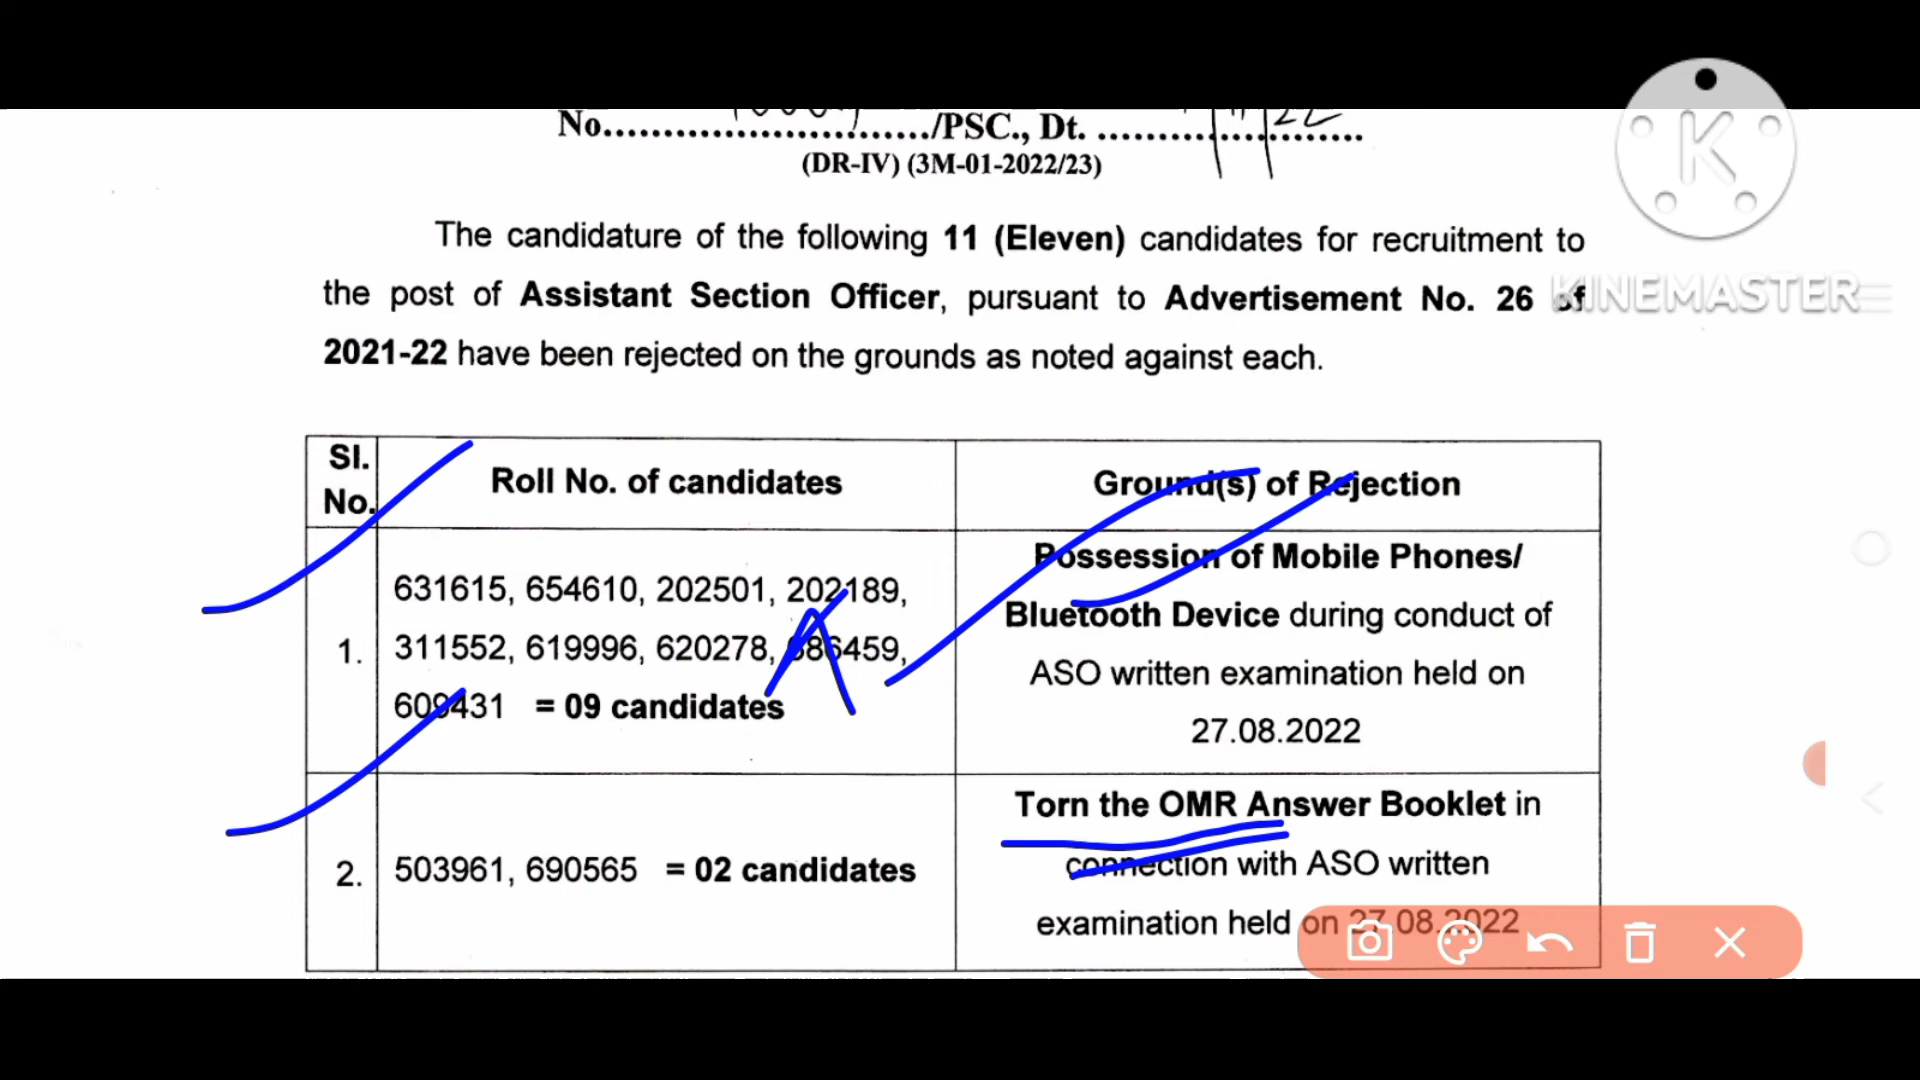 No............................/PSC., Dt. .......................
(DR-IV) (3M-01-2022/23)
KINEMASTER
The candidature of the following 11 (Eleven) candidates for recruitment to
the post of Assistant Section Officer, pursuant to Advertisement No. 26 of
2021-22 have been rejected on the grounds as noted against each.
Sl. No.
Roll No. of candidates
Ground(s) of Rejection
1.
631615, 654610, 202501, 202189,
311552, 619996, 620278, 686459,
609431 = 09 candidates
Possession of Mobile Phones/
Bluetooth Device during conduct of
ASO written examination held on
27.08.2022
2.
503961, 690565 = 02 candidates
Torn the OMR Answer Booklet in
connection with ASO written
examination held on 27.08.2022